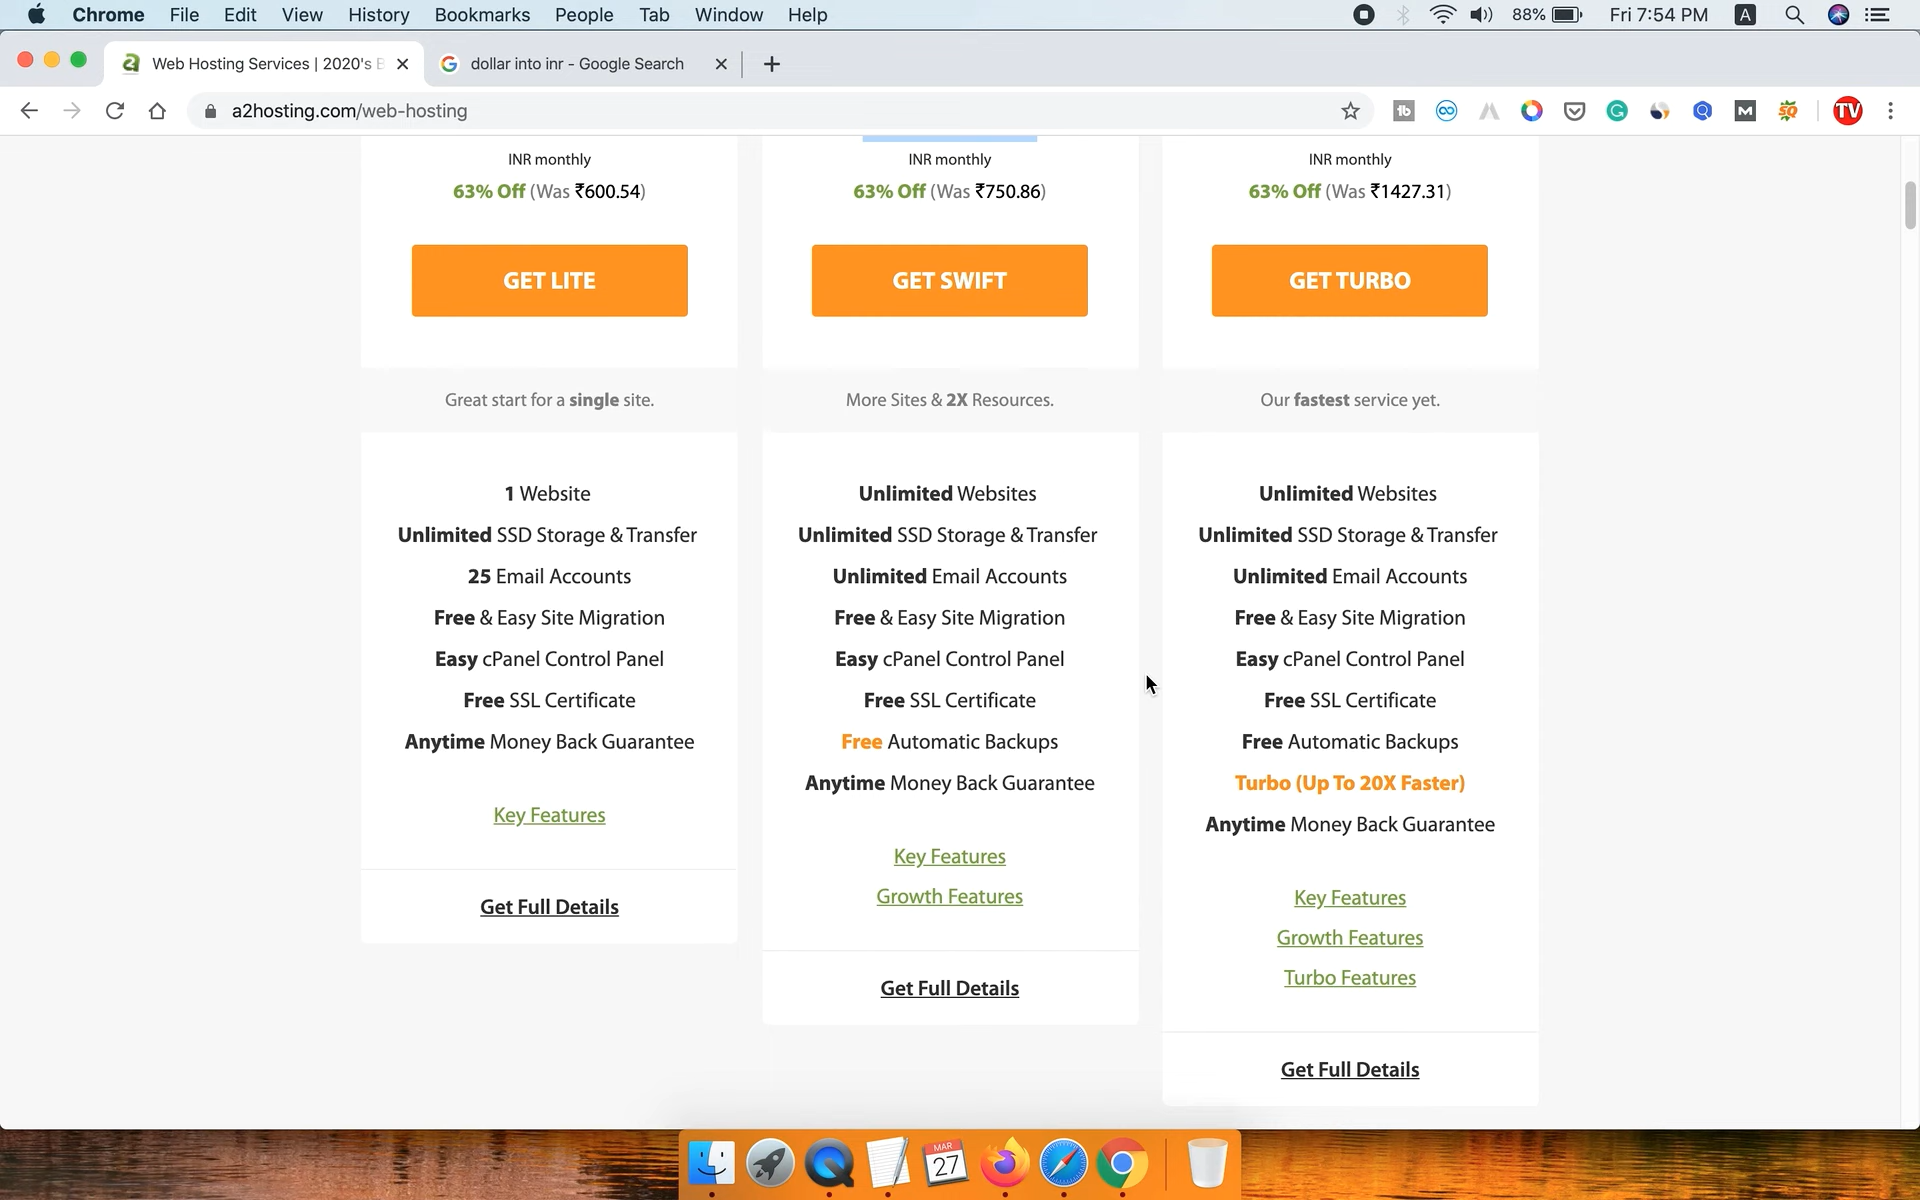 Chrome File Edit View History Bookmarks People Tab Window Help 88% Fri 7:54 PM A
Web Hosting Services | 2020's B dollar into inr - Google Search
a2hosting.com/web-hosting
INR monthly INR monthly INR monthly
63% Off (Was ₹600.54) 63% Off (Was ₹750.86) 63% Off (Was ₹1427.31)
GET LITE GET SWIFT GET TURBO
Great start for a single site. More Sites & 2X Resources. Our fastest service yet.
1 Website Unlimited Websites Unlimited Websites
Unlimited SSD Storage & Transfer Unlimited SSD Storage & Transfer Unlimited SSD Storage & Transfer
25 Email Accounts Unlimited Email Accounts Unlimited Email Accounts
Free & Easy Site Migration Free & Easy Site Migration Free & Easy Site Migration
Easy cPanel Control Panel Easy cPanel Control Panel Easy cPanel Control Panel
Free SSL Certificate Free SSL Certificate Free SSL Certificate
Anytime Money Back Guarantee Free Automatic Backups Free Automatic Backups
Anytime Money Back Guarantee Turbo (Up To 20X Faster)
Key Features Anytime Money Back Guarantee
Key Features
Growth Features Key Features
Get Full Details Growth Features
Get Full Details Turbo Features
Get Full Details
MAR
27